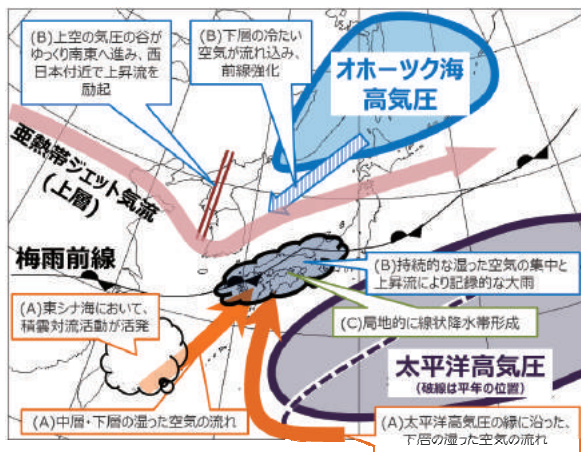 (B)上空の気圧の谷が
ゆっくり南東へ進み、西
日本付近で上昇流を
励起
(B)下層の冷たい
空気が流れ込み、
前線強化
オホーツク海
高気圧
亜熱帯ジェット気流
(上層)
梅雨前線
(A)東シナ海において、
積雲対流活動が活発
(B)持続的な湿った空気の集中と
上昇流により記録的な大雨
(C)局地的に線状降水帯形成
太平洋高気圧
(破線は平年の位置)
(A)中層・下層の湿った空気の流れ
(A)太平洋高気圧の縁に沿った、
下層の湿った空気の流れ